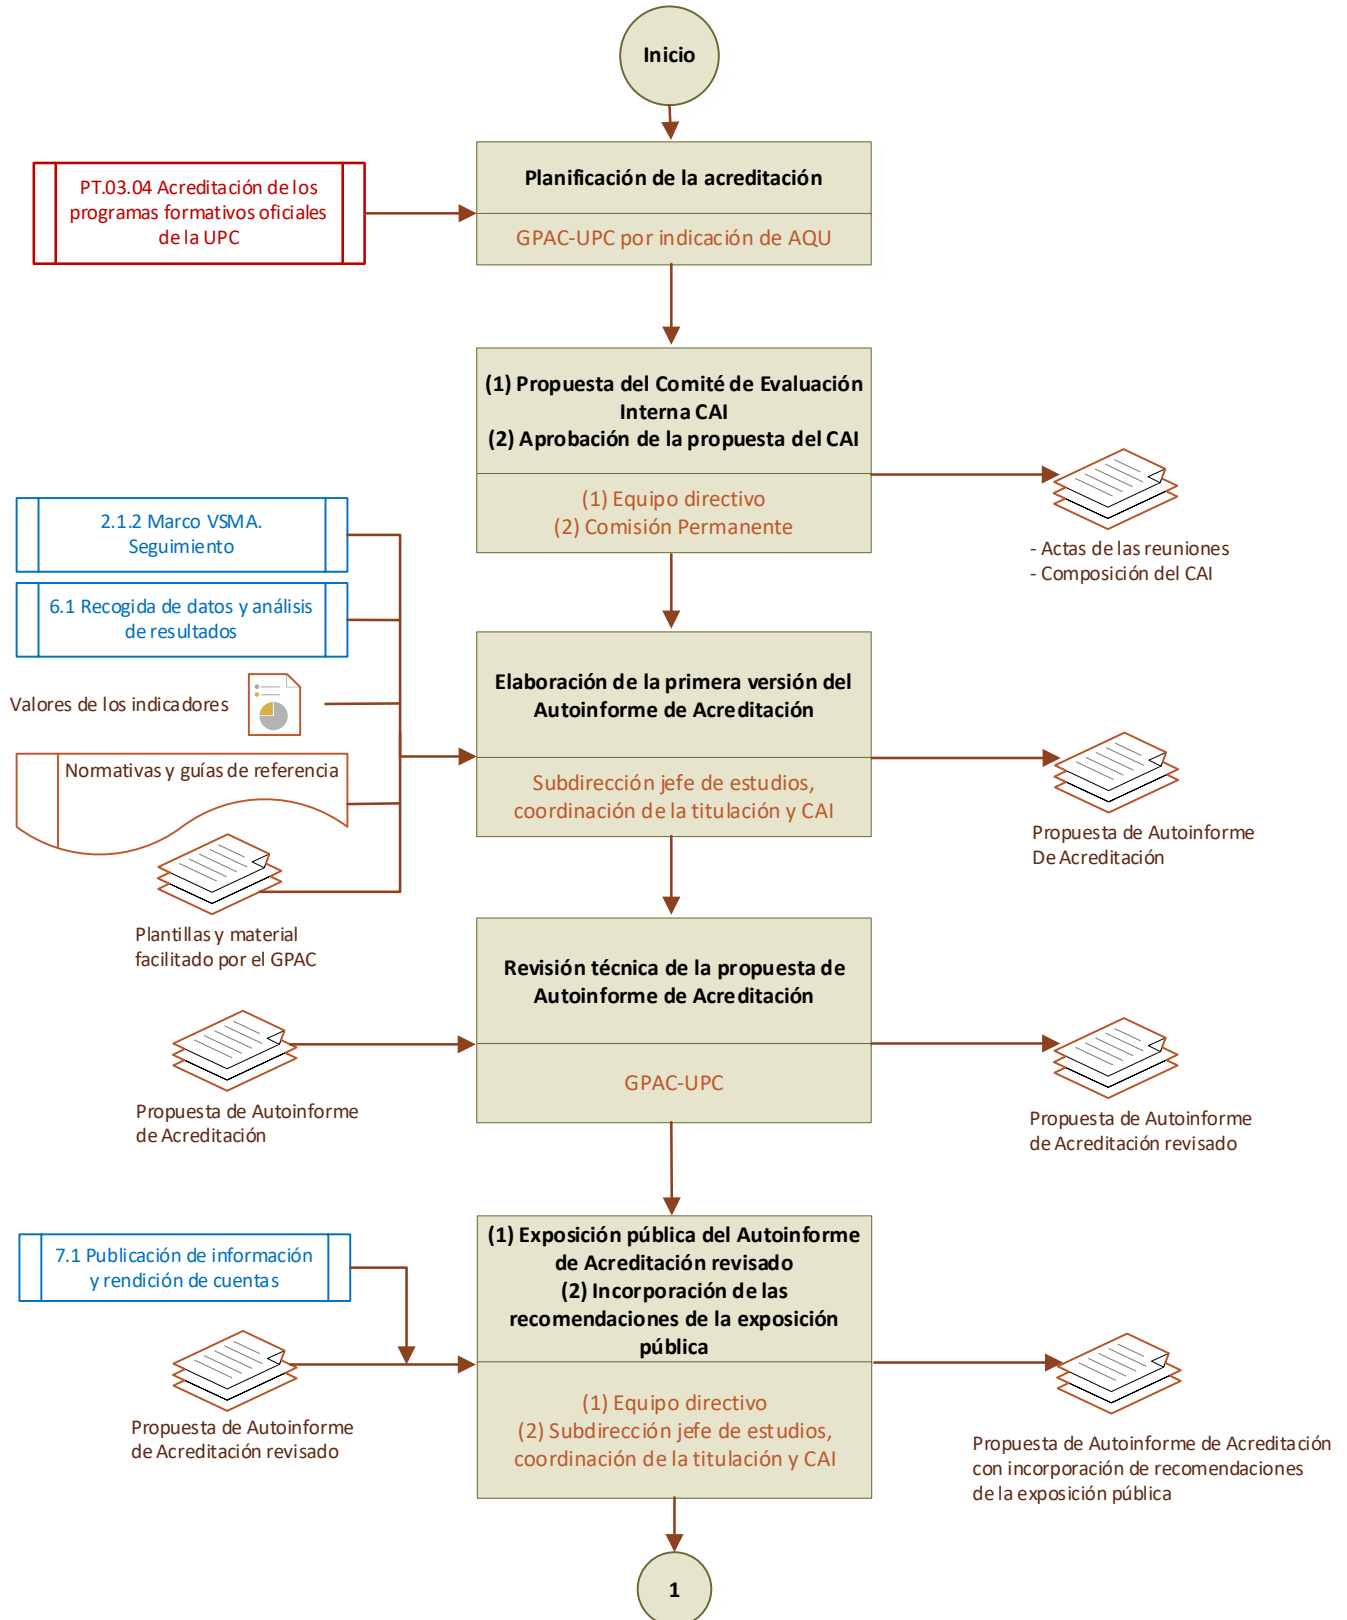 Inicio
PT.03.04 Acreditación de los
programas formativos oficiales
de la UPC
Planificación de la acreditación
GPAC-UPC por indicación de AQU
(1) Propuesta del Comité de Evaluación
Interna CAI
(2) Aprobación de la propuesta del CAI
(1) Equipo directivo
(2) Comisión Permanente
- Actas de las reuniones
- Composición del CAI
2.1.2 Marco VSMA.
Seguimiento
6.1 Recogida de datos y análisis
de resultados
Valores de los indicadores
Normativas y guías de referencia
Plantillas y material
facilitado por el GPAC
Elaboración de la primera versión del
Autoinforme de Acreditación
Subdirección jefe de estudios,
coordinación de la titulación y CAI
Propuesta de Autoinforme
De Acreditación
Propuesta de Autoinforme
de Acreditación
Revisión técnica de la propuesta de
Autoinforme de Acreditación
GPAC-UPC
Propuesta de Autoinforme
de Acreditación revisado
7.1 Publicación de información
y rendición de cuentas
Propuesta de Autoinforme
de Acreditación revisado
(1) Exposición pública del Autoinforme
de Acreditación revisado
(2) Incorporación de las
recomendaciones de la exposición
pública
(1) Equipo directivo
(2) Subdirección jefe de estudios,
coordinación de la titulación y CAI
Propuesta de Autoinforme de Acreditación
con incorporación de recomendaciones
de la exposición pública
1